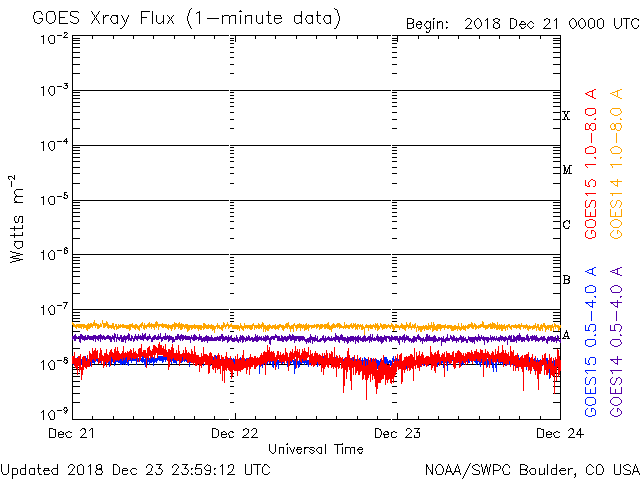 GOES Xray Flux (1-minute data)
Begin: 2018 Dec 21 0000 UTC
10^-2
10^-3
10^-4
10^-5
10^-6
10^-7
10^-8
10^-9
Watts m^-2
X
M
C
B
A
GOES15 1.0-8.0 A
GOES14 1.0-8.0 A
GOES15 0.5-4.0 A
GOES14 0.5-4.0 A
Dec 21 Dec 22 Dec 23 Dec 24
Universal Time
Updated 2018 Dec 23 23:59:12 UTC
NOAA/SWPC Boulder, CO USA